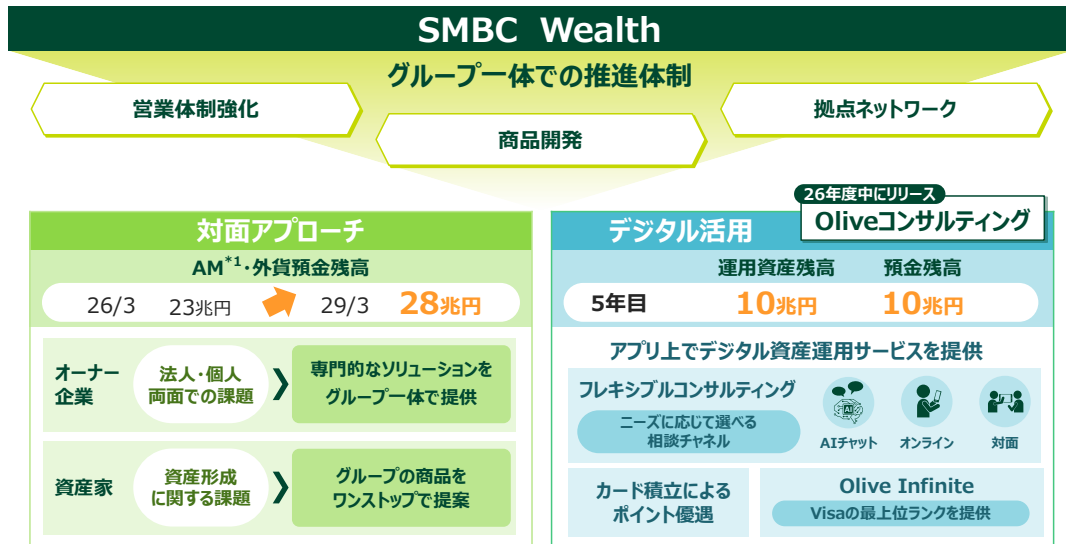 SMBC Wealth
グループ一体での推進体制
営業体制強化
商品開発
拠点ネットワーク
対面アプローチ
AM*1・外貨預金残高
26/3 23兆円 29/3 28兆円
オーナー
企業
法人・個人
両面での課題
専門的なソリューションを
グループ一体で提供
資産家
資産形成
に関する課題
グループの商品を
ワンストップで提案
26年度中にリリース
デジタル活用
Oliveコンサルティング
運用資産残高 預金残高
5年目 10兆円 10兆円
アプリ上でデジタル資産運用サービスを提供
フレキシブルコンサルティング
ニーズに応じて選べる
相談チャネル
AI
AIチャット オンライン 対面
カード積立による
ポイント優遇
Olive Infinite
Visaの最上位ランクを提供